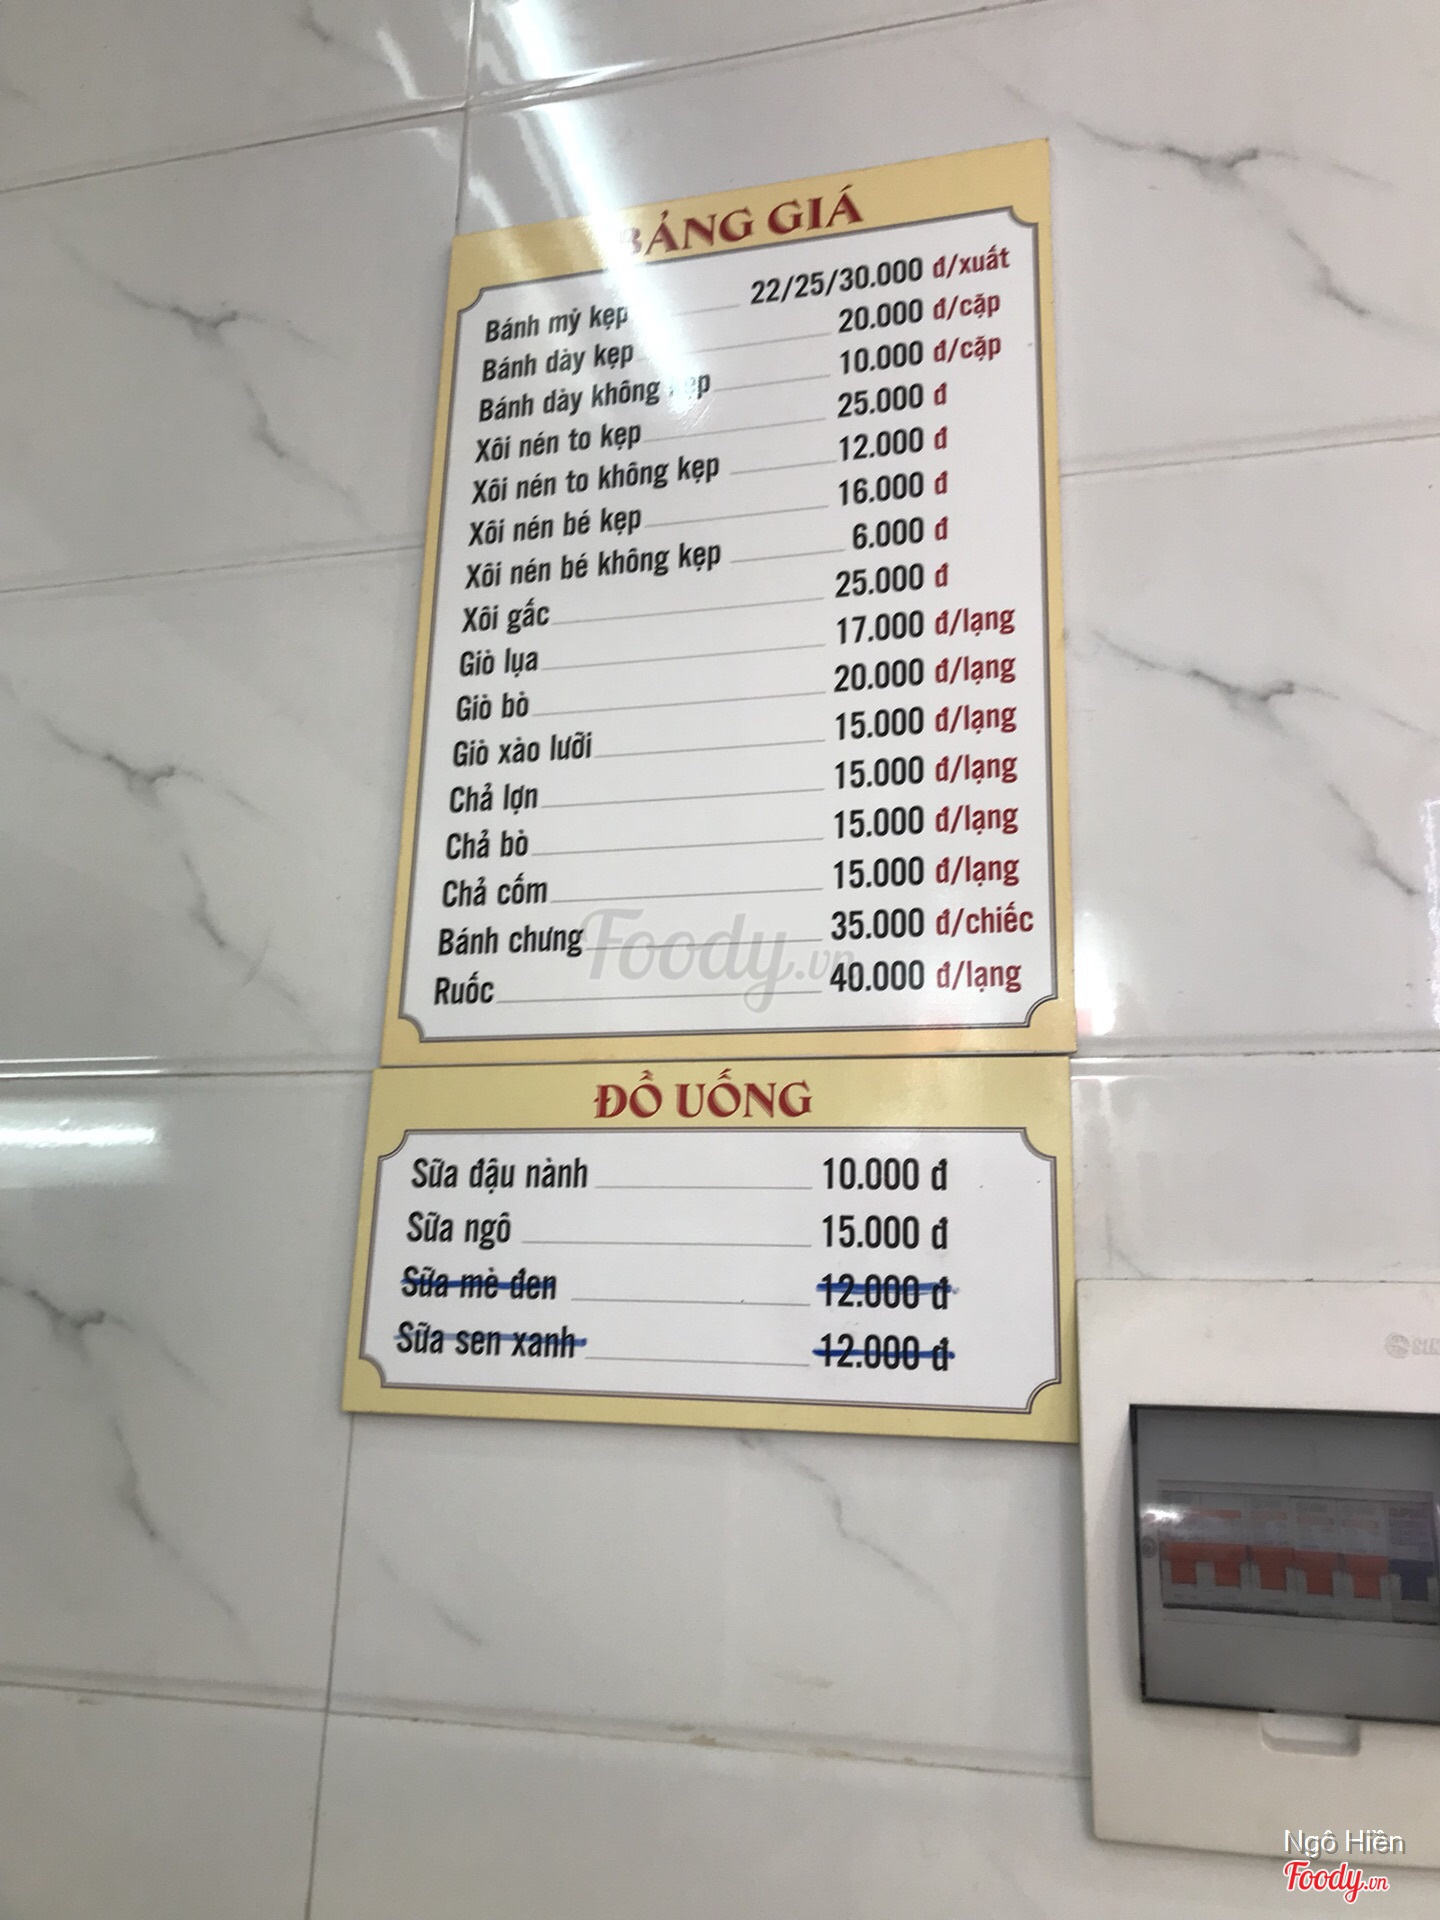 BẢNG GIÁ
Bánh mỳ kẹp 22/25/30.000 đ/xuất
Bánh dày kẹp 20.000 đ/cặp
Bánh dày không kẹp 10.000 đ/cặp
Xôi nén to kẹp 25.000 đ
Xôi nén to không kẹp 12.000 đ
Xôi nén bé kẹp 16.000 đ
Xôi nén bé không kẹp 6.000 đ
Xôi gấc 25.000 đ
Giò lụa 17.000 đ/lạng
Giò bò 20.000 đ/lạng
Giò xào lưỡi 15.000 đ/lạng
Chả lợn 15.000 đ/lạng
Chả bò 15.000 đ/lạng
Chả cốm 15.000 đ/lạng
Bánh chưng 35.000 đ/chiếc
Ruốc 40.000 đ/lạng
Foody.vn
ĐỒ UỐNG
Sữa đậu nành 10.000 đ
Sữa ngô 15.000 đ
Sữa mè đen 12.000 đ
Sữa sen xanh 12.000 đ
Ngô Hiền
Foody.vn